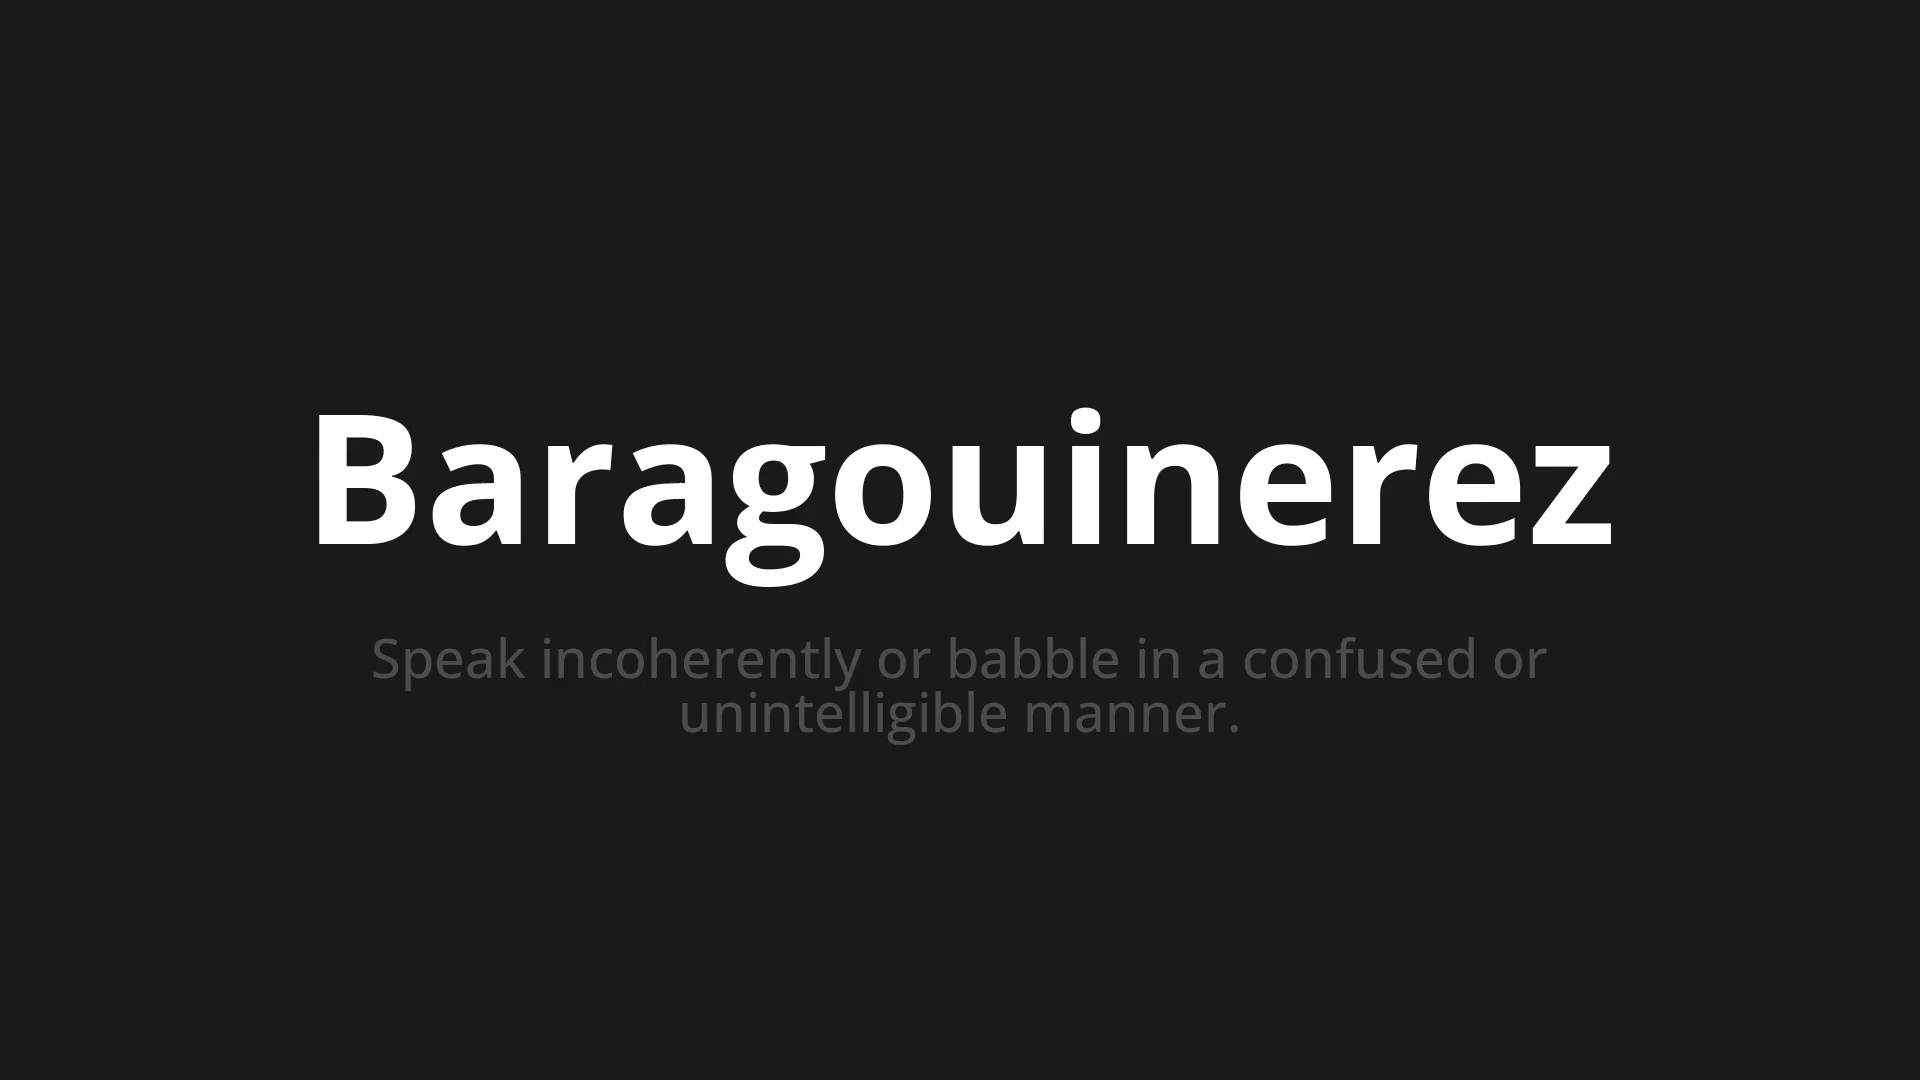 Baragouinerez
Speak incoherently or babble in a confused or
unintelligible manner.